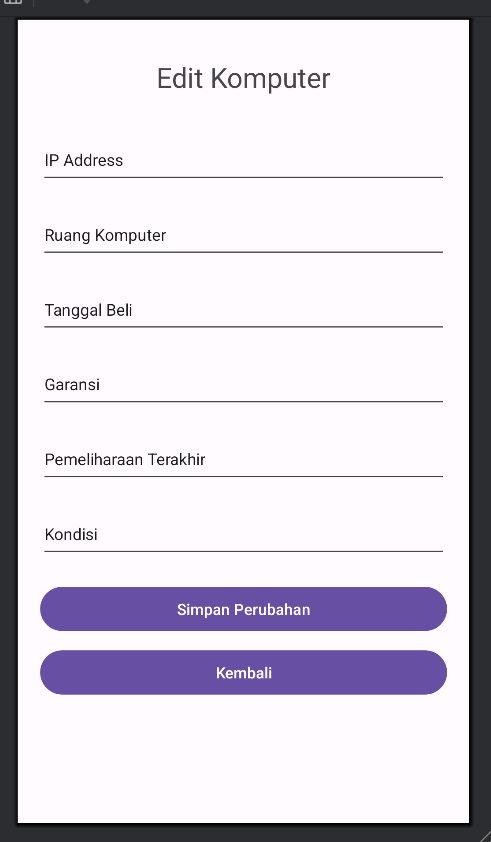 Edit Komputer
IP Address
Ruang Komputer
Tanggal Beli
Garansi
Pemeliharaan Terakhir
Kondisi
Simpan Perubahan
Kembali